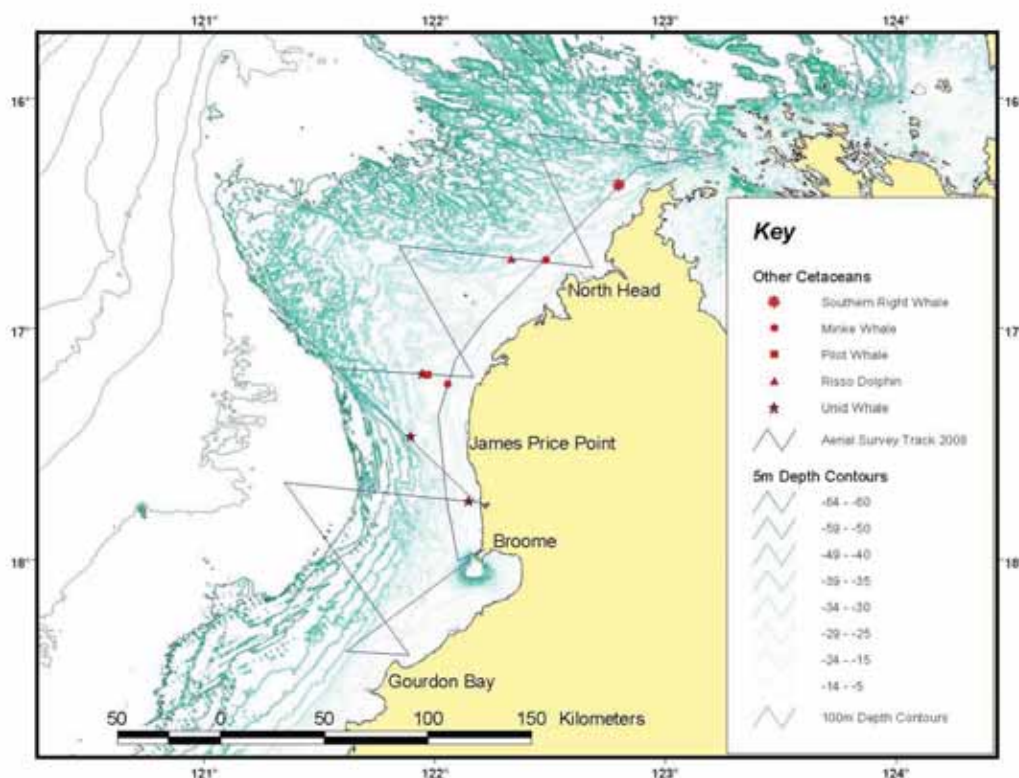 121° 122° 123° 124°
16° 16°
17° 17°
18° 18
North Head
James Price Point
Broome
Gourdon Bay
50 0 50 100 150 Kilometers
121° 122° 123° 124°
Key
Other Cetaceans
Southern Right Whale
Minke Whale
Pilot Whale
Risso Dolphin
Unid Whale
Aerial Survey Track 2008
5m Depth Contours
-64 - -60
-59 - -50
-49 - -40
-39 - -35
-34 - -30
-29 - -25
-24 - -15
-14 - -5
100m Depth Contours